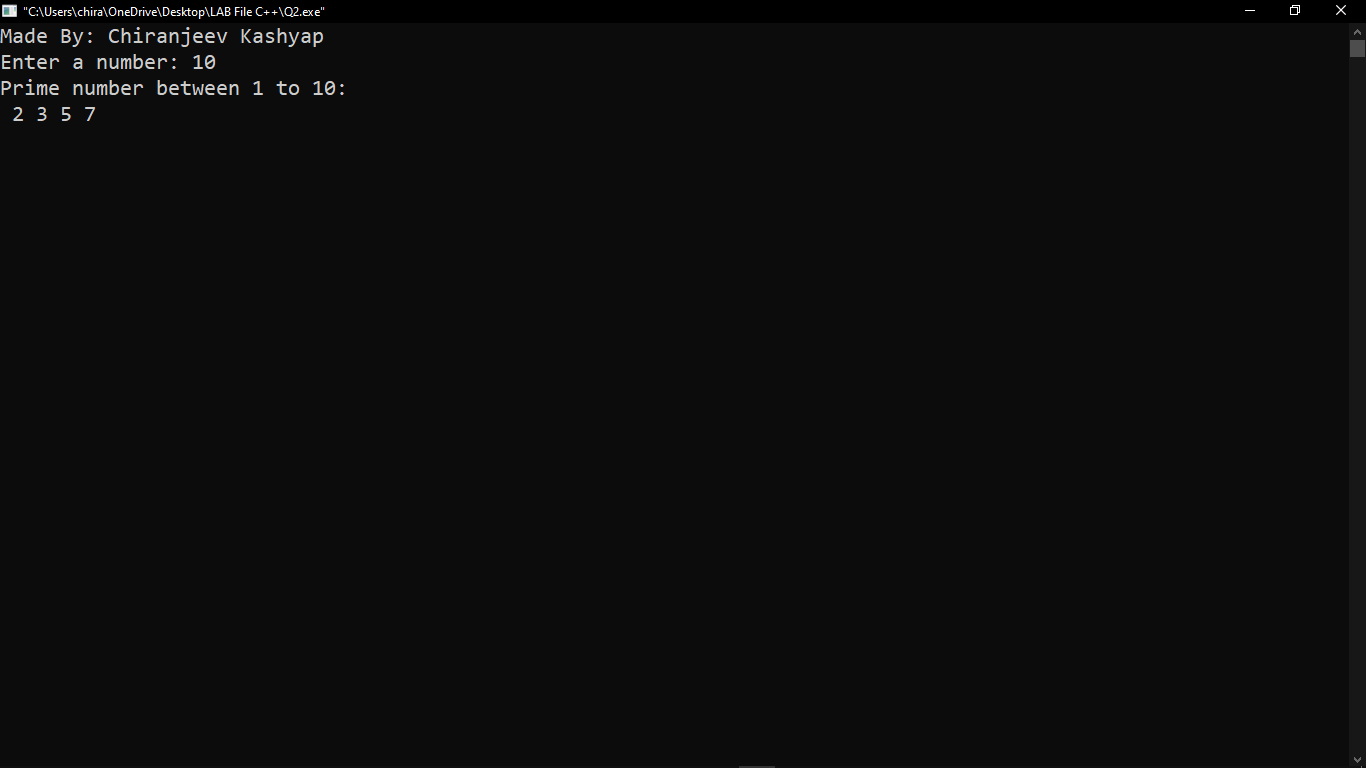 "C:\Users\chira\OneDrive\Desktop\LAB File C++\Q2.exe"
Made By: Chiranjeev Kashyap
Enter a number: 10
Prime number between 1 to 10:
 2 3 5 7